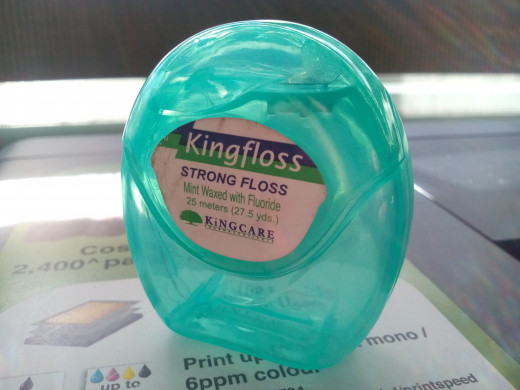 Kingfloss
STRONG FLOSS
Mint Waxed with Fluoride
25 meters (27.5 yds.)
KiNGCARE
Cos
2,400^ pa
up to
Print up
mono /
6ppm colou
printspeed